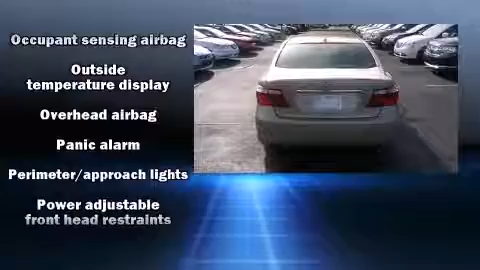 Occupant sensing airbag
Outside
temperature display
Overhead airbag
Panic alarm
Perimeter/approach lights
Power adjustable
front head restraints